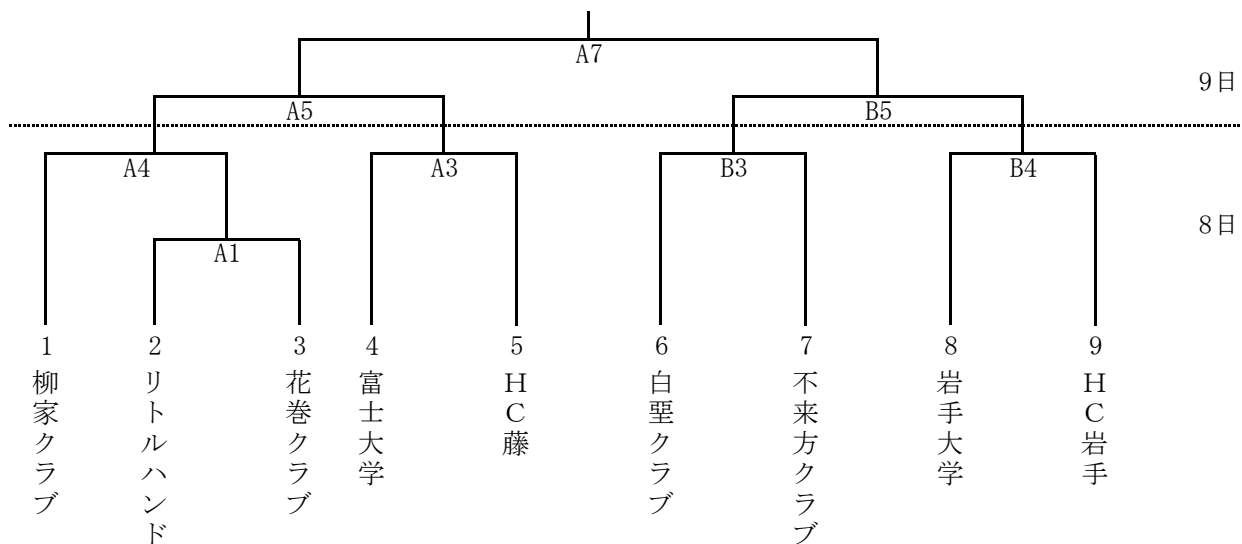 A7
9日
A5
B5
A4
A3
B3
B4
8日
A1
1
2
3
4
5
6
7
8
9
柳家クラブ
リトルハンド
花巻クラブ
富士大学
HC藤
白堊クラブ
不来方クラブ
岩手大学
HC岩手